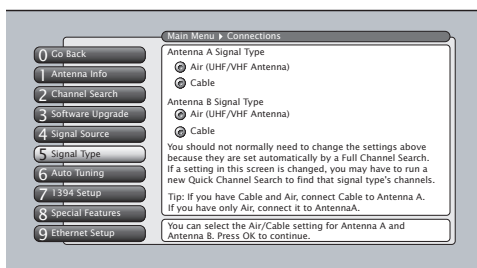 Main Menu ▸ Connections
0 Go Back
1 Antenna Info
2 Channel Search
3 Software Upgrade
4 Signal Source
5 Signal Type
6 Auto Tuning
7 1394 Setup
8 Special Features
9 Ethernet Setup
Antenna A Signal Type
Air (UHF/VHF Antenna)
Cable
Antenna B Signal Type
Air (UHF/VHF Antenna)
Cable
You should not normally need to change the settings above
because they are set automatically by a Full Channel Search.
If a setting in this screen is changed, you may have to run a
new Quick Channel Search to find that signal type's channels.
Tip: If you have Cable and Air, connect Cable to Antenna A.
If you have only Air, connect it to AntennaA.
You can select the Air/Cable setting for Antenna A and
Antenna B. Press OK to continue.